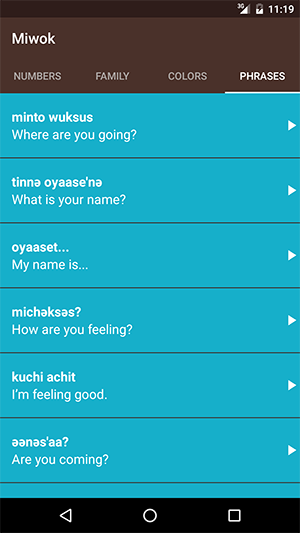 3G 11:19
Miwok
NUMBERS FAMILY COLORS PHRASES
minto wuksus
Where are you going?
tinnə oyaase'nə
What is your name?
oyaaset...
My name is...
michəksəs?
How are you feeling?
kuchi achit
I’m feeling good.
əənəs'aa?
Are you coming?